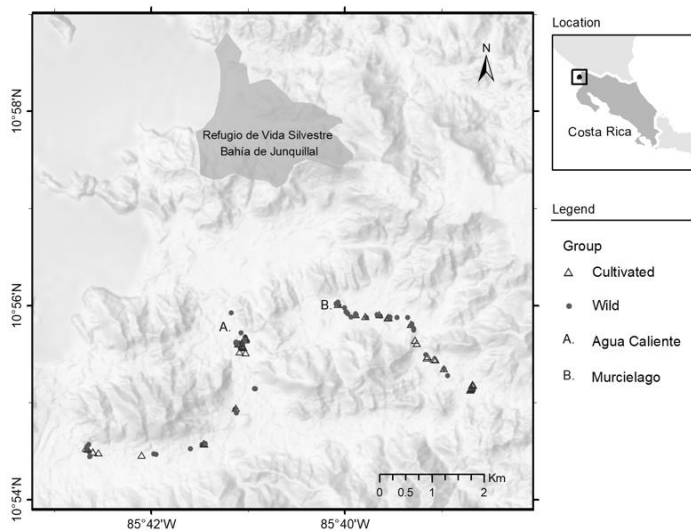 Location
Costa Rica
Legend
Group
Cultivated
Wild
A. Agua Caliente
B. Murcielago
N
Refugio de Vida Silvestre
Bahía de Junquillal
A.
B.
Km
0 0.5 1 2
10°58'N
10°56'N
10°54'N
85°42'W
85°40'W